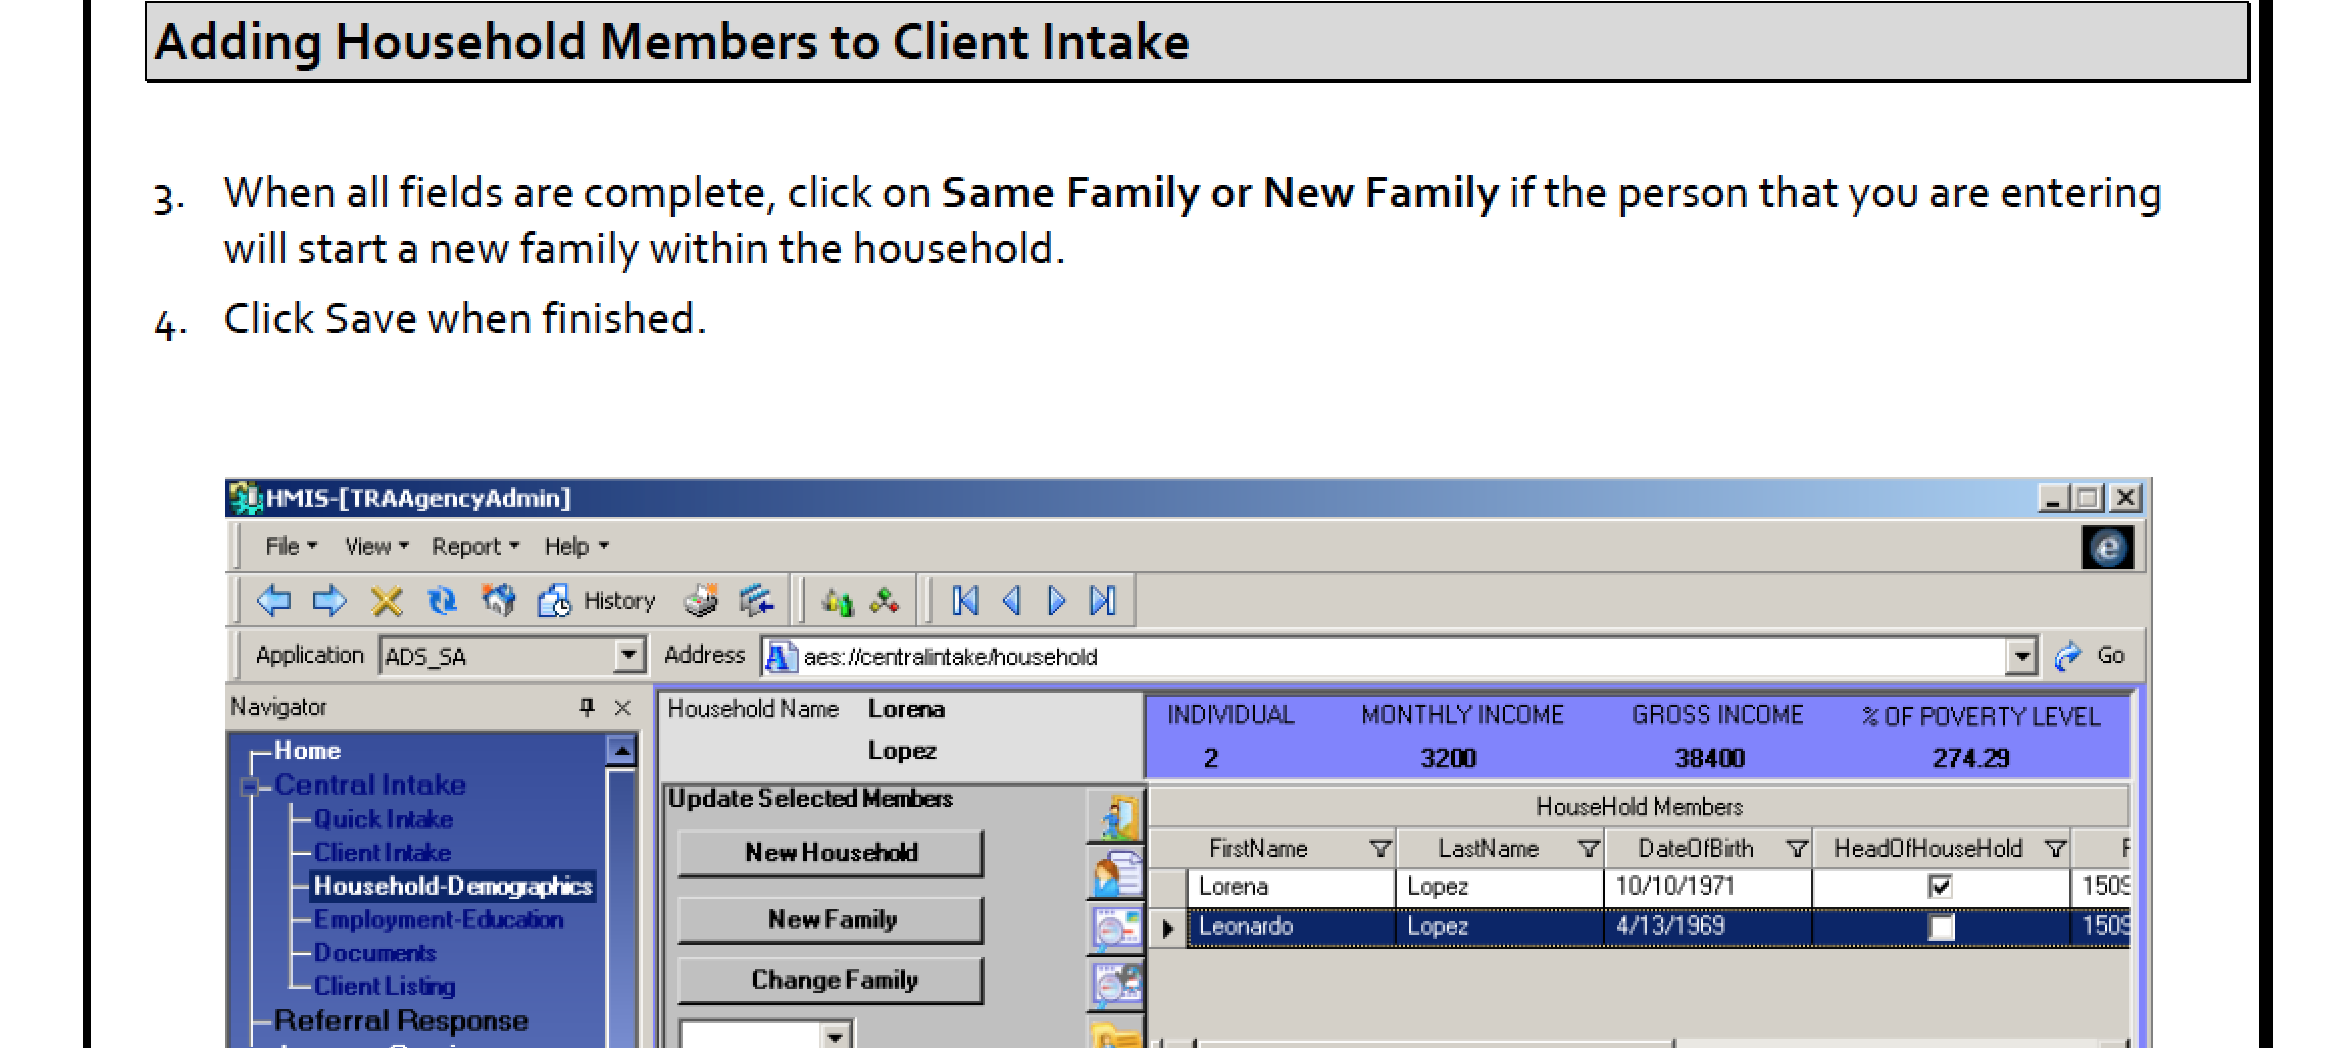 Adding Household Members to Client Intake
3. When all fields are complete, click on Same Family or New Family if the person that you are entering
will start a new family within the household.
4. Click Save when finished.
HMIS-[TRAAgencyAdmin]
File View Report Help
History
Application ADS_SA Address aes://centralintake/household Go
Navigator
Home
Central Intake
Quick Intake
Client Intake
Household-Demographics
Employment-Education
Documents
Client Listing
Referral Response
Household Name Lorena
Lopez
Update Selected Members
New Household
New Family
Change Family
INDIVIDUAL MONTHLY INCOME GROSS INCOME % OF POVERTY LEVEL
2 3200 38400 274.29
HouseHold Members
FirstName LastName DateOfBirth HeadOfHouseHold
Lorena Lopez 10/10/1971 1509
Leonardo Lopez 4/13/1969 1509